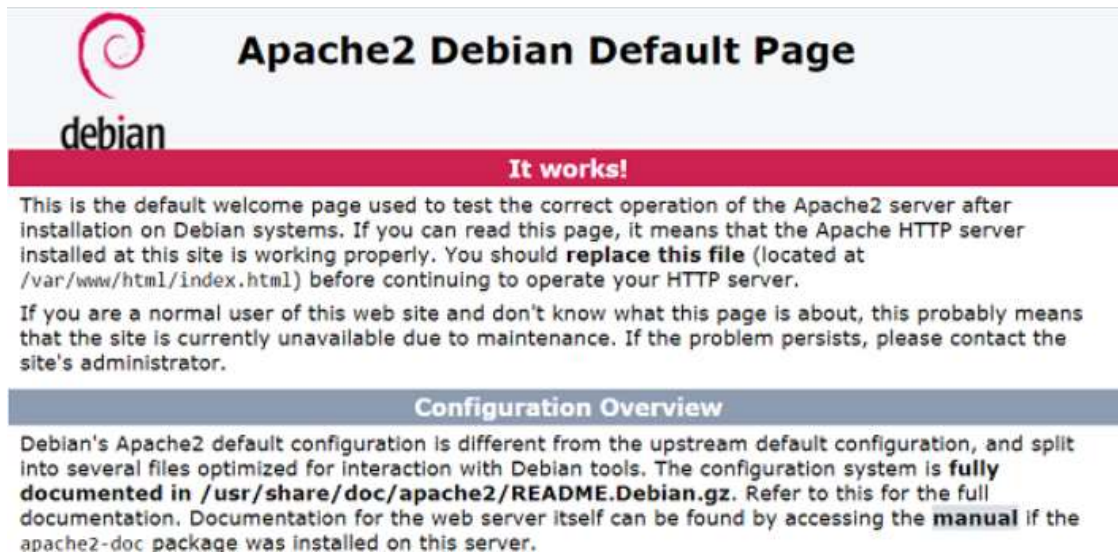 debian
Apache2 Debian Default Page
It works!
This is the default welcome page used to test the correct operation of the Apache2 server after
installation on Debian systems. If you can read this page, it means that the Apache HTTP server
installed at this site is working properly. You should replace this file (located at
/var/www/html/index.html) before continuing to operate your HTTP server.
If you are a normal user of this web site and don't know what this page is about, this probably means
that the site is currently unavailable due to maintenance. If the problem persists, please contact the
site's administrator.
Configuration Overview
Debian's Apache2 default configuration is different from the upstream default configuration, and split
into several files optimized for interaction with Debian tools. The configuration system is fully
documented in /usr/share/doc/apache2/README.Debian.gz. Refer to this for the full
documentation. Documentation for the web server itself can be found by accessing the manual if the
apache2-doc package was installed on this server.